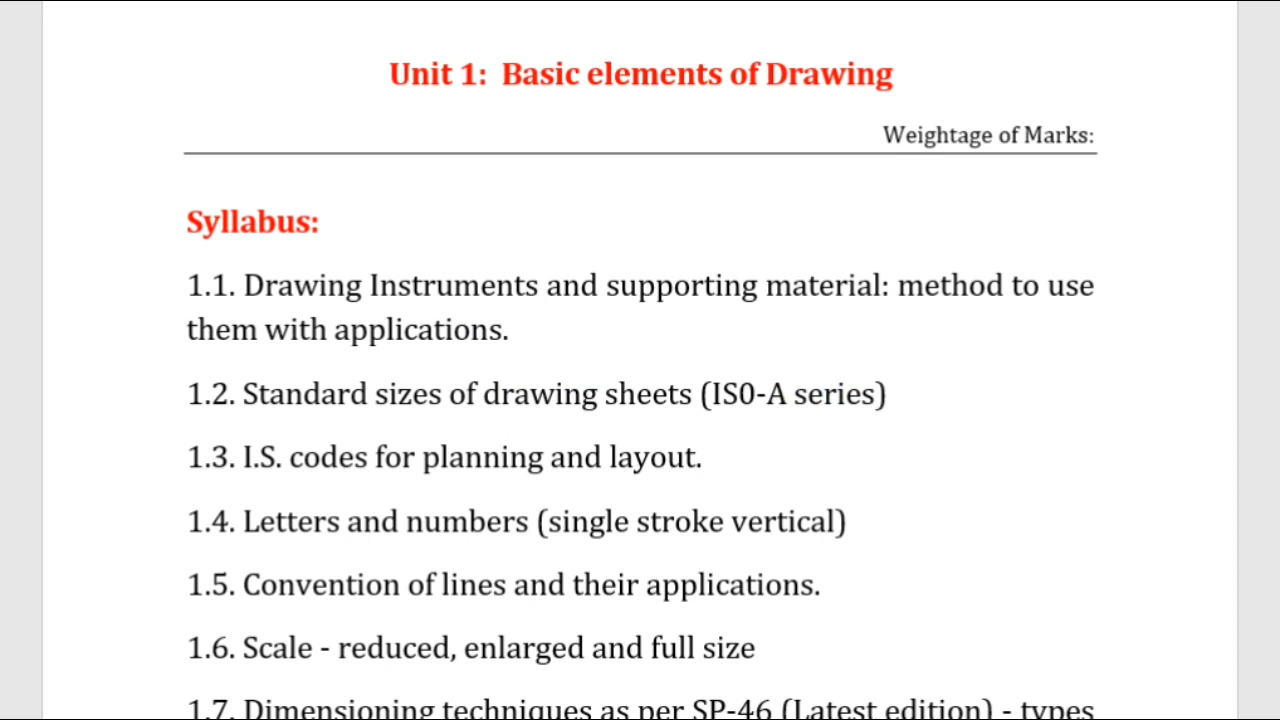 Unit 1: Basic elements of Drawing
Weightage of Marks:
Syllabus:
1.1. Drawing Instruments and supporting material: method to use
them with applications.
1.2. Standard sizes of drawing sheets (IS0-A series)
1.3. I.S. codes for planning and layout.
1.4. Letters and numbers (single stroke vertical)
1.5. Convention of lines and their applications.
1.6. Scale - reduced, enlarged and full size
1.7. Dimensioning techniques as per SP-46 (Latest edition) - types